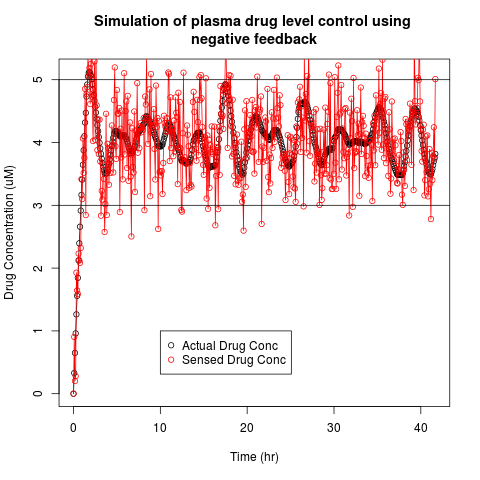 Simulation of plasma drug level control using
negative feedback
Drug Concentration (uM)
5
4
3
2
1
0
Actual Drug Conc
Sensed Drug Conc
0 10 20 30 40
Time (hr)